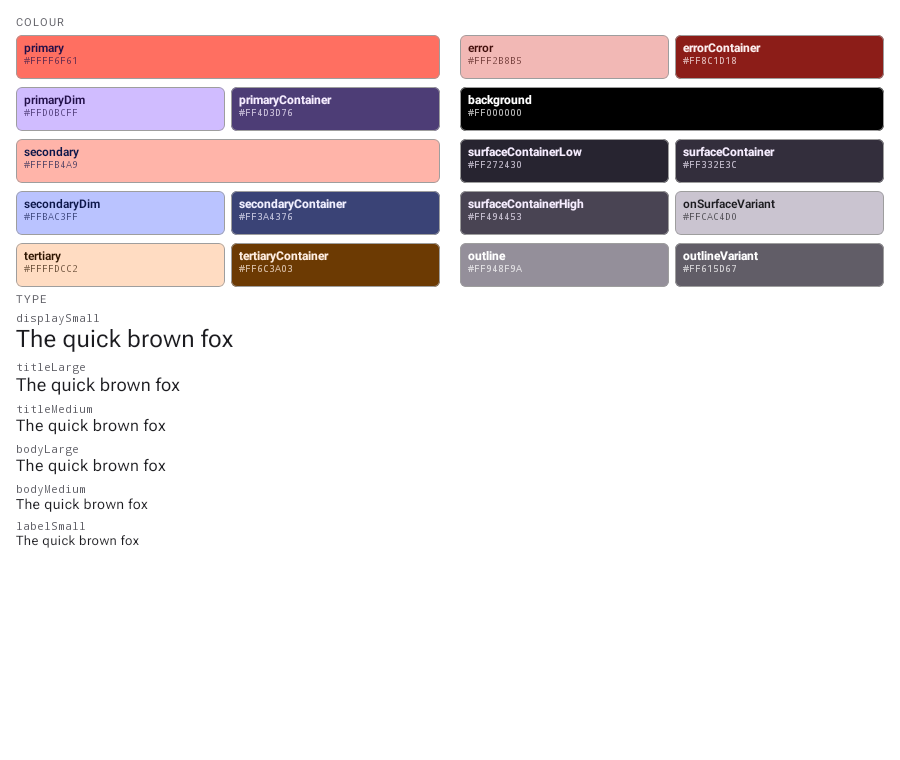 COLOUR
primary
#FFFF6F61
primaryDim
#FFD0BCFF
primaryContainer
#FF4D3D76
secondary
#FFFFB4A9
secondaryDim
#FFBAC3FF
secondaryContainer
#FF3A4376
tertiary
#FFFFDCC2
tertiaryContainer
#FF6C3A03
error
#FFF2B8B5
errorContainer
#FF8C1D18
background
#FF000000
surfaceContainerLow
#FF272430
surfaceContainer
#FF332E3C
surfaceContainerHigh
#FF494453
onSurfaceVariant
#FFCAC4D0
outline
#FF948F9A
outlineVariant
#FF615D67
TYPE
displaySmall
The quick brown fox
titleLarge
The quick brown fox
titleMedium
The quick brown fox
bodyLarge
The quick brown fox
bodyMedium
The quick brown fox
labelSmall
The quick brown fox